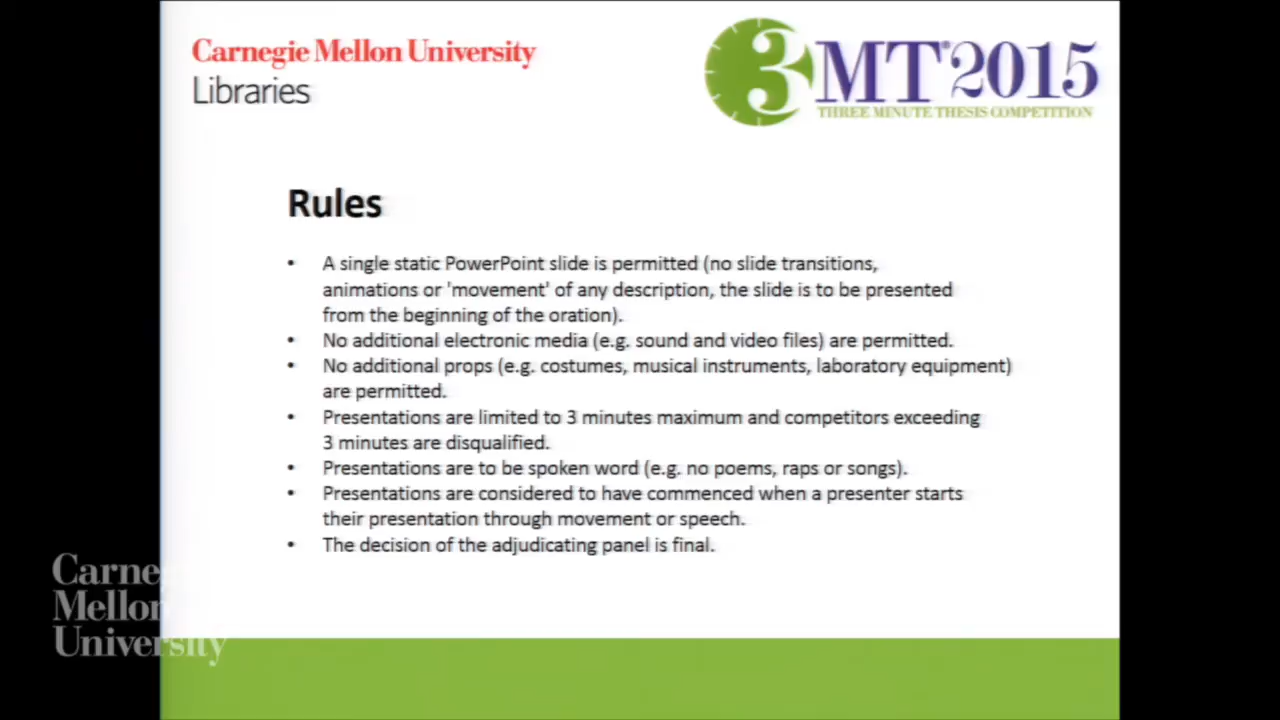 Carnegie Mellon University
Libraries
3MT® 2015
THREE MINUTE THESIS COMPETITION
Rules
• A single static PowerPoint slide is permitted (no slide transitions,
animations or 'movement' of any description, the slide is to be presented
from the beginning of the oration).
• No additional electronic media (e.g. sound and video files) are permitted.
• No additional props (e.g. costumes, musical instruments, laboratory equipment)
are permitted.
• Presentations are limited to 3 minutes maximum and competitors exceeding
3 minutes are disqualified.
• Presentations are to be spoken word (e.g. no poems, raps or songs).
• Presentations are considered to have commenced when a presenter starts
their presentation through movement or speech.
• The decision of the adjudicating panel is final.
Carnegie
Mellon
University